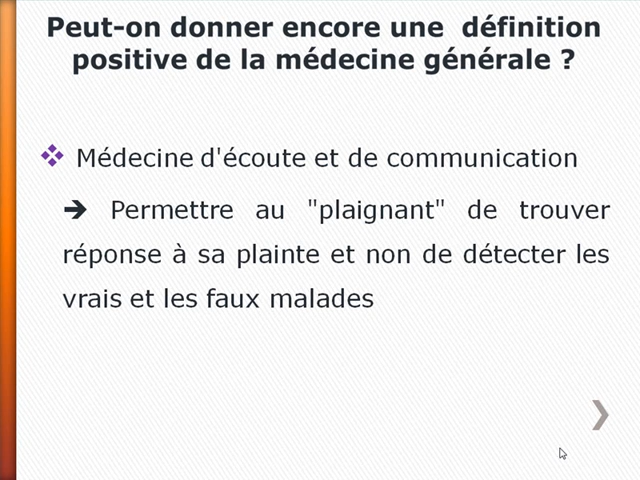 Peut-on donner encore une définition
positive de la médecine générale ?
Médecine d'écoute et de communication
➔ Permettre au "plaignant" de trouver
réponse à sa plainte et non de détecter les
vrais et les faux malades